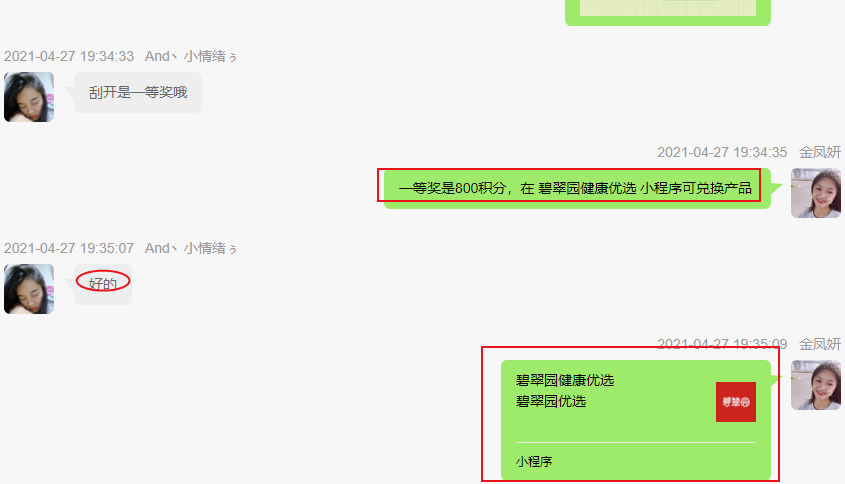 2021-04-27 19:34:33 And丶小情绪ぅ
刮开是一等奖哦
2021-04-27 19:34:35 金凤妍
一等奖是800积分，在 碧翠园健康优选 小程序可兑换产品
2021-04-27 19:35:07 And丶小情绪ぅ
好的
2021-04-27 19:35:09 金凤妍
碧翠园健康优选
碧翠园优选
碧翠园
小程序